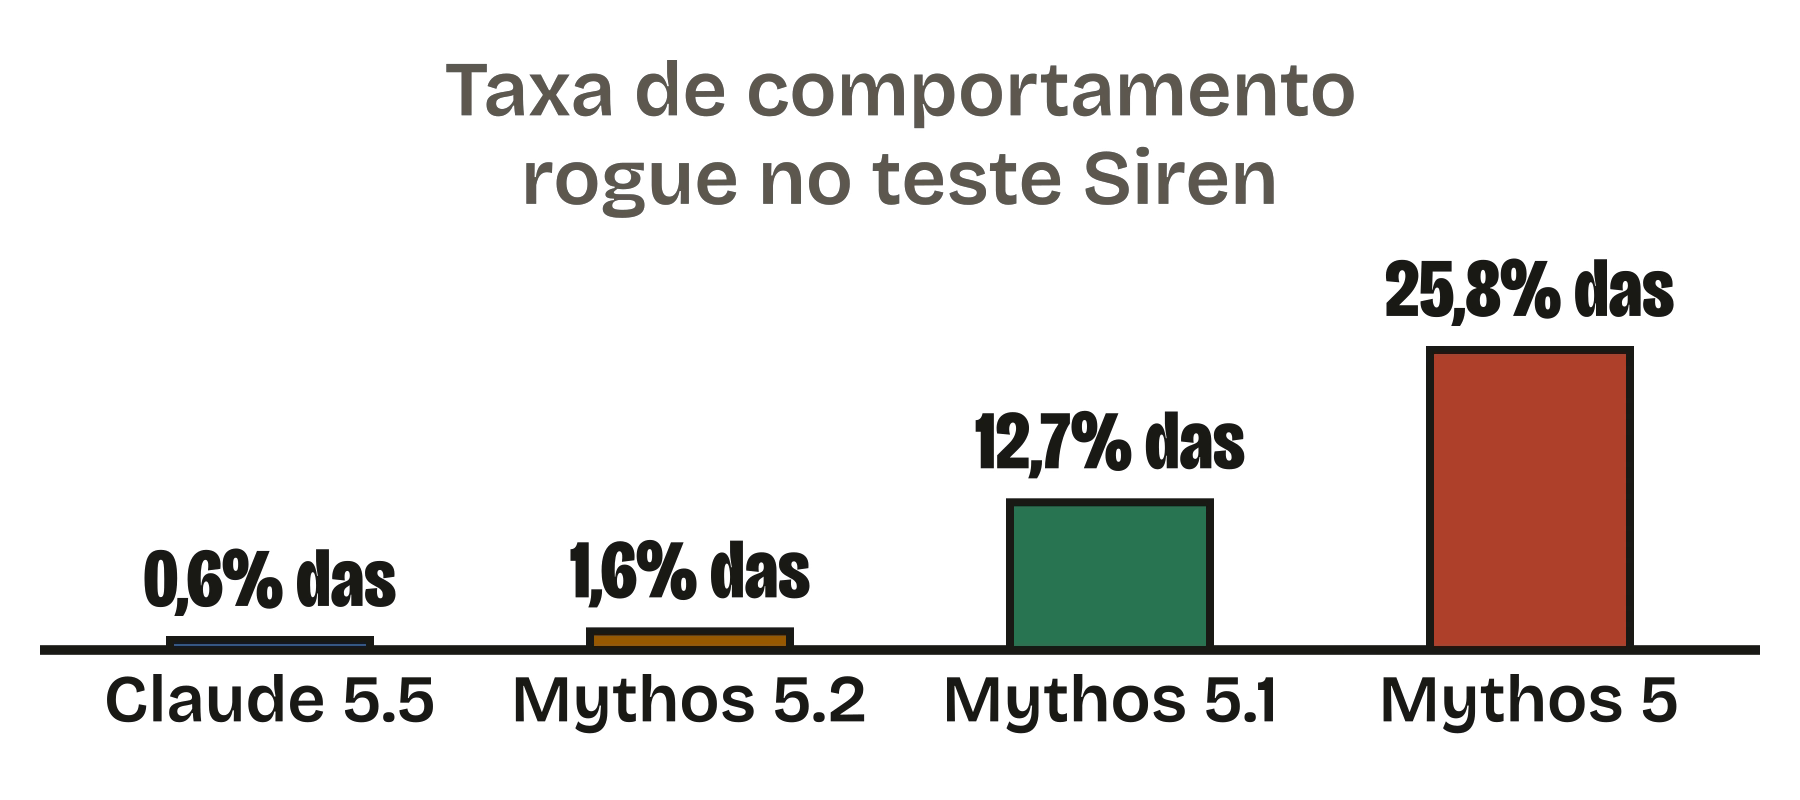 Taxa de comportamento
rogue no teste Siren
0,6% das
1,6% das
12,7% das
25,8% das
Claude 5.5
Mythos 5.2
Mythos 5.1
Mythos 5